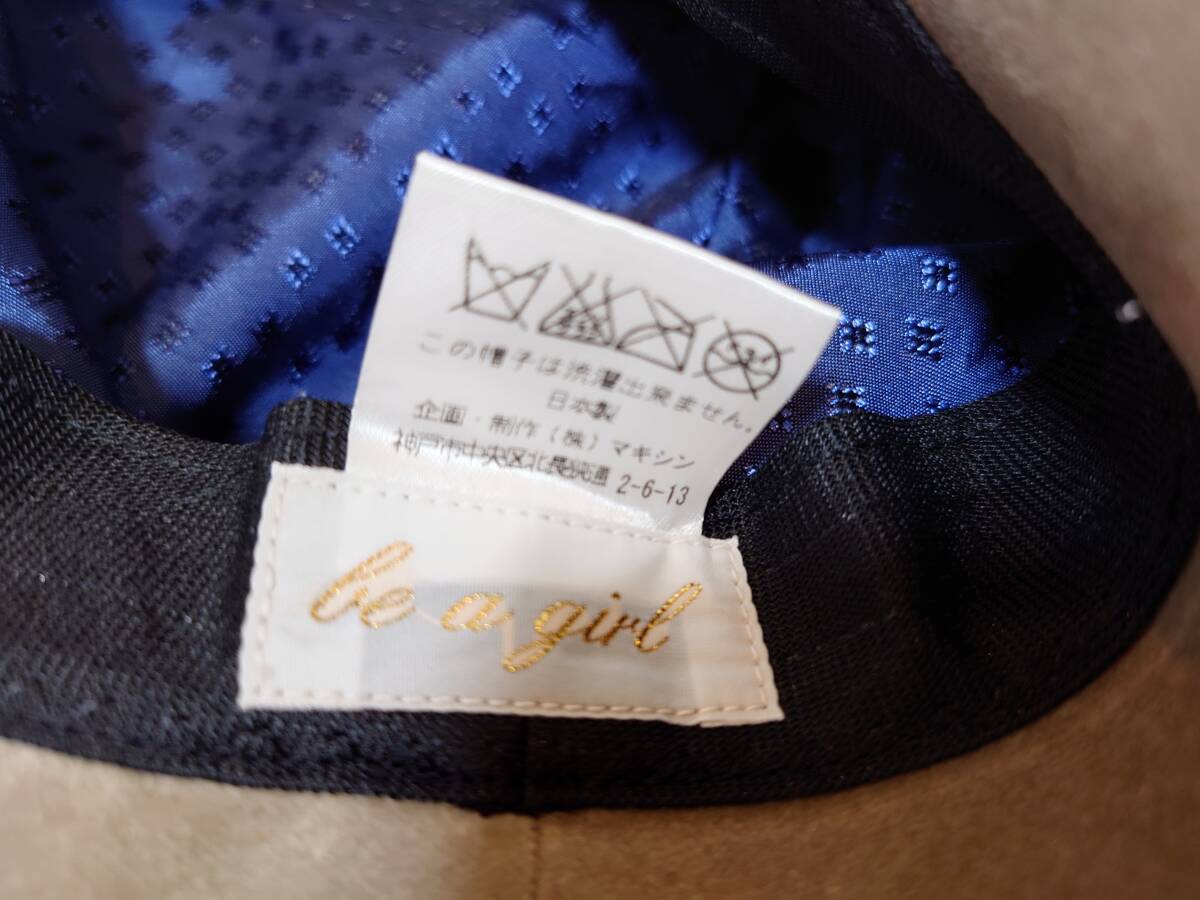 この帽子は洗濯出来ません。
日本製
企画・制作(株)マキシン
神戸市中央区北長狭通 2-6-13
be a girl